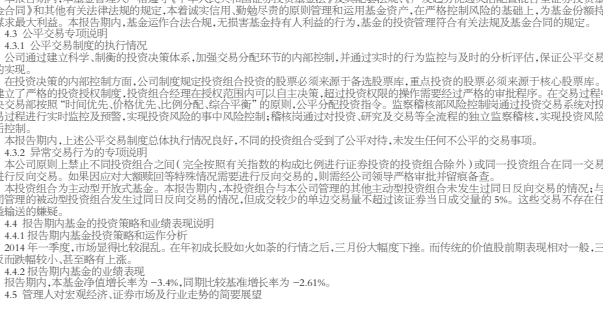 金合同》和其他有关法律法规的规定,本着诚实信用、勤勉尽责的原则管理和运用基金资产,在严格控制风险的基础上,为基金份额持
谋求最大利益。本报告期内,基金运作合法合规,无损害基金持有人利益的行为,基金的投资管理符合有关法规及基金合同的规定。
4.3 公平交易专项说明
4.3.1 公平交易制度的执行情况
公司通过建立科学、制衡的投资决策体系,加强交易分配环节的内部控制,并通过实时的行为监控与及时的分析评估,保证公平交易
的实现。
在投资决策的内部控制方面,公司制度规定投资组合投资的股票必须来源于备选股票库,重点投资的股票必须来源于核心股票库。
建立了严格的投资授权制度,投资组合经理在授权范围内可以自主决策,超过投资权限的操作需要经过严格的审批程序。在交易过程中
央交易部按照“时间优先、价格优先、比例分配、综合平衡”的原则,公平分配投资指令。监察稽核部风险控制岗通过投资交易系统对投
易过程进行实时监控及预警,实现投资风险的事中风险控制;稽核岗通过对投资、研究及交易等全流程的独立监察稽核,实现投资风险
后控制。
本报告期内,上述公平交易制度总体执行情况良好,不同的投资组合受到了公平对待,未发生任何不公平的交易事项。
4.3.2 异常交易行为的专项说明
本公司原则上禁止不同投资组合之间(完全按照有关指数的构成比例进行证券投资的投资组合除外)或同一投资组合在同一交易
进行反向交易。如果因应对大额赎回等特殊情况需要进行反向交易的,则需经公司领导严格审批并留痕备查。
本投资组合为主动型开放式基金。本报告期内,本投资组合与本公司管理的其他主动型投资组合未发生过同日反向交易的情况;与
司管理的被动型投资组合发生过同日反向交易的情况,但成交较少的单边交易量不超过该证券当日成交量的 5%。这些交易不存在任
益输送的嫌疑。
4.4 报告期内基金的投资策略和业绩表现说明
4.4.1报告期内基金投资策略和运作分析
2014 年一季度,市场显得比较混乱。在年初成长股如火如荼的行情之后,三月份大幅度下挫。而传统的价值股前期表现相对一般,三
反而跌幅较小、甚至略有上涨。
4.4.2报告期内基金的业绩表现
报告期内,本基金净值增长率为 -3.4%,同期比较基准增长率为 -2.61%。
4.5 管理人对宏观经济、证券市场及行业走势的简要展望